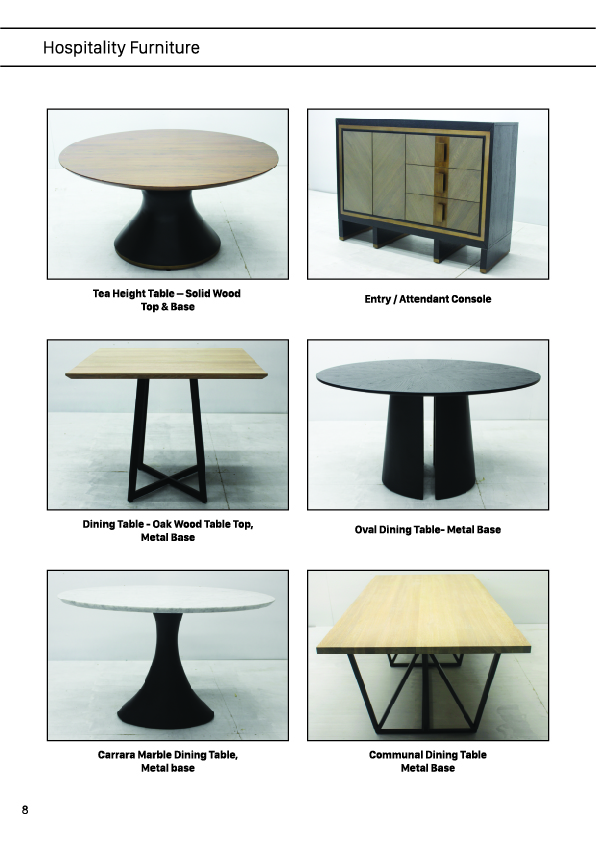 Hospitality Furniture
Tea Height Table – Solid Wood
Top & Base
Entry / Attendant Console
Dining Table - Oak Wood Table Top,
Metal Base
Oval Dining Table- Metal Base
Carrara Marble Dining Table,
Metal base
Communal Dining Table
Metal Base
8